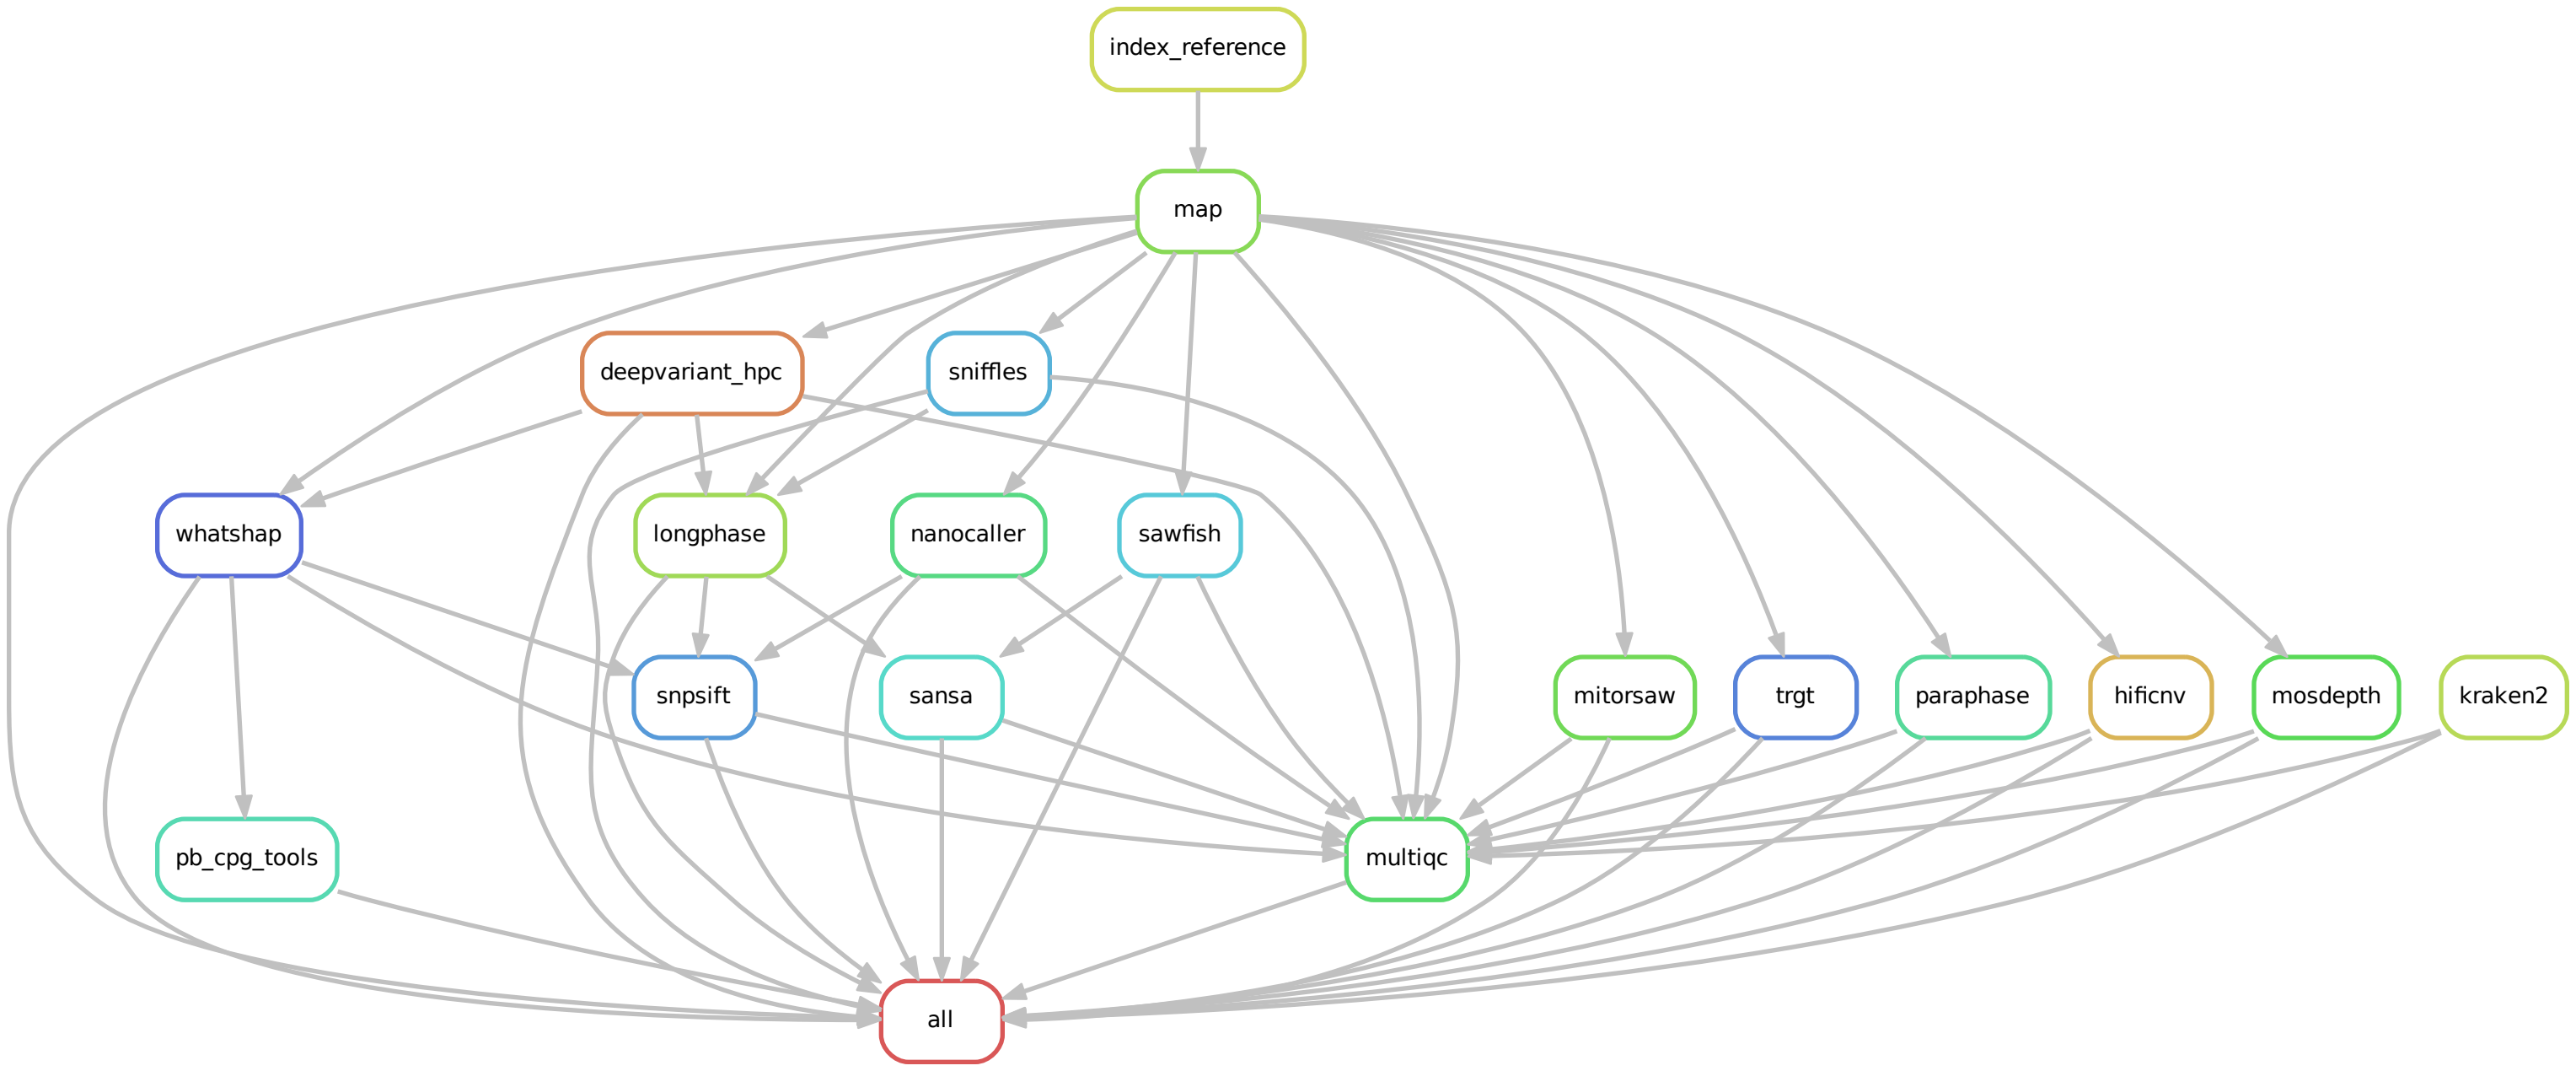 index_reference
map
deepvariant_hpc
sniffles
whatshap
longphase
nanocaller
sawfish
snpsift
sansa
mitorsaw
trgt
paraphase
hificnv
mosdepth
kraken2
pb_cpg_tools
multiqc
all